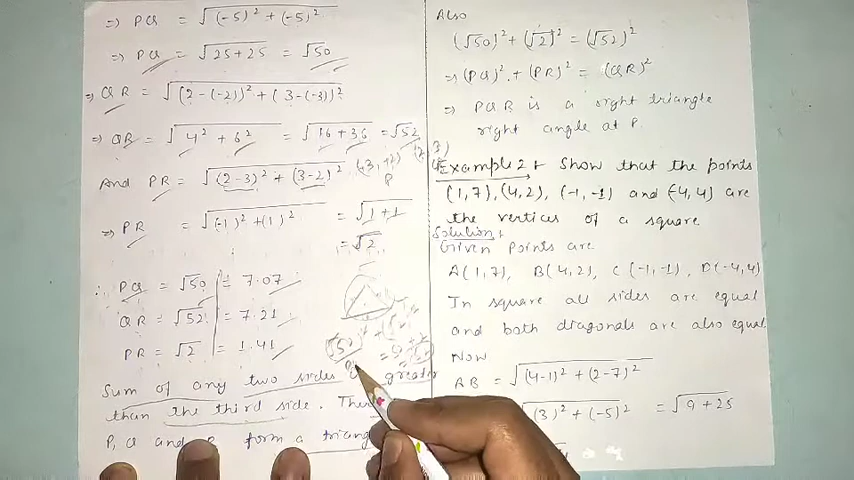 ⇒ PQ = √(-5)² + (-5)²
⇒ PQ = √25+25 = √50
⇒ QR = √(2-(-2))² + (3-(-3))²
⇒ QR = √4² + 6² = √16 + 36 = √52
And PR = √(2-3)² + (3-2)²
P
⇒ PR = √(-1)² + (1)² = √1+1
= √2
∴ PQ = √50 = 7.07
QR = √52 = 7.21
PR = √2 = 1.41
Sum of any two sides is greater
than the third side.
P, Q and R form a
Also
(√50)² + (√2)² = (√52)²
⇒ (PQ)² + (PR)² = (QR)²
⇒ PQR is a right triangle
right angle at P.
Example 2 : Show that the points
(1,7), (4,2), (-1,-1) and (-4,4) are
the vertices of a square
Solution :
Given points are
A(1,7), B(4,2), C(-1,-1), D(-4,4)
In square all sides are equal
and both diagonals are also equal
Now
AB = √(4-1)² + (2-7)²
(3)² + (-5)² = √9+25